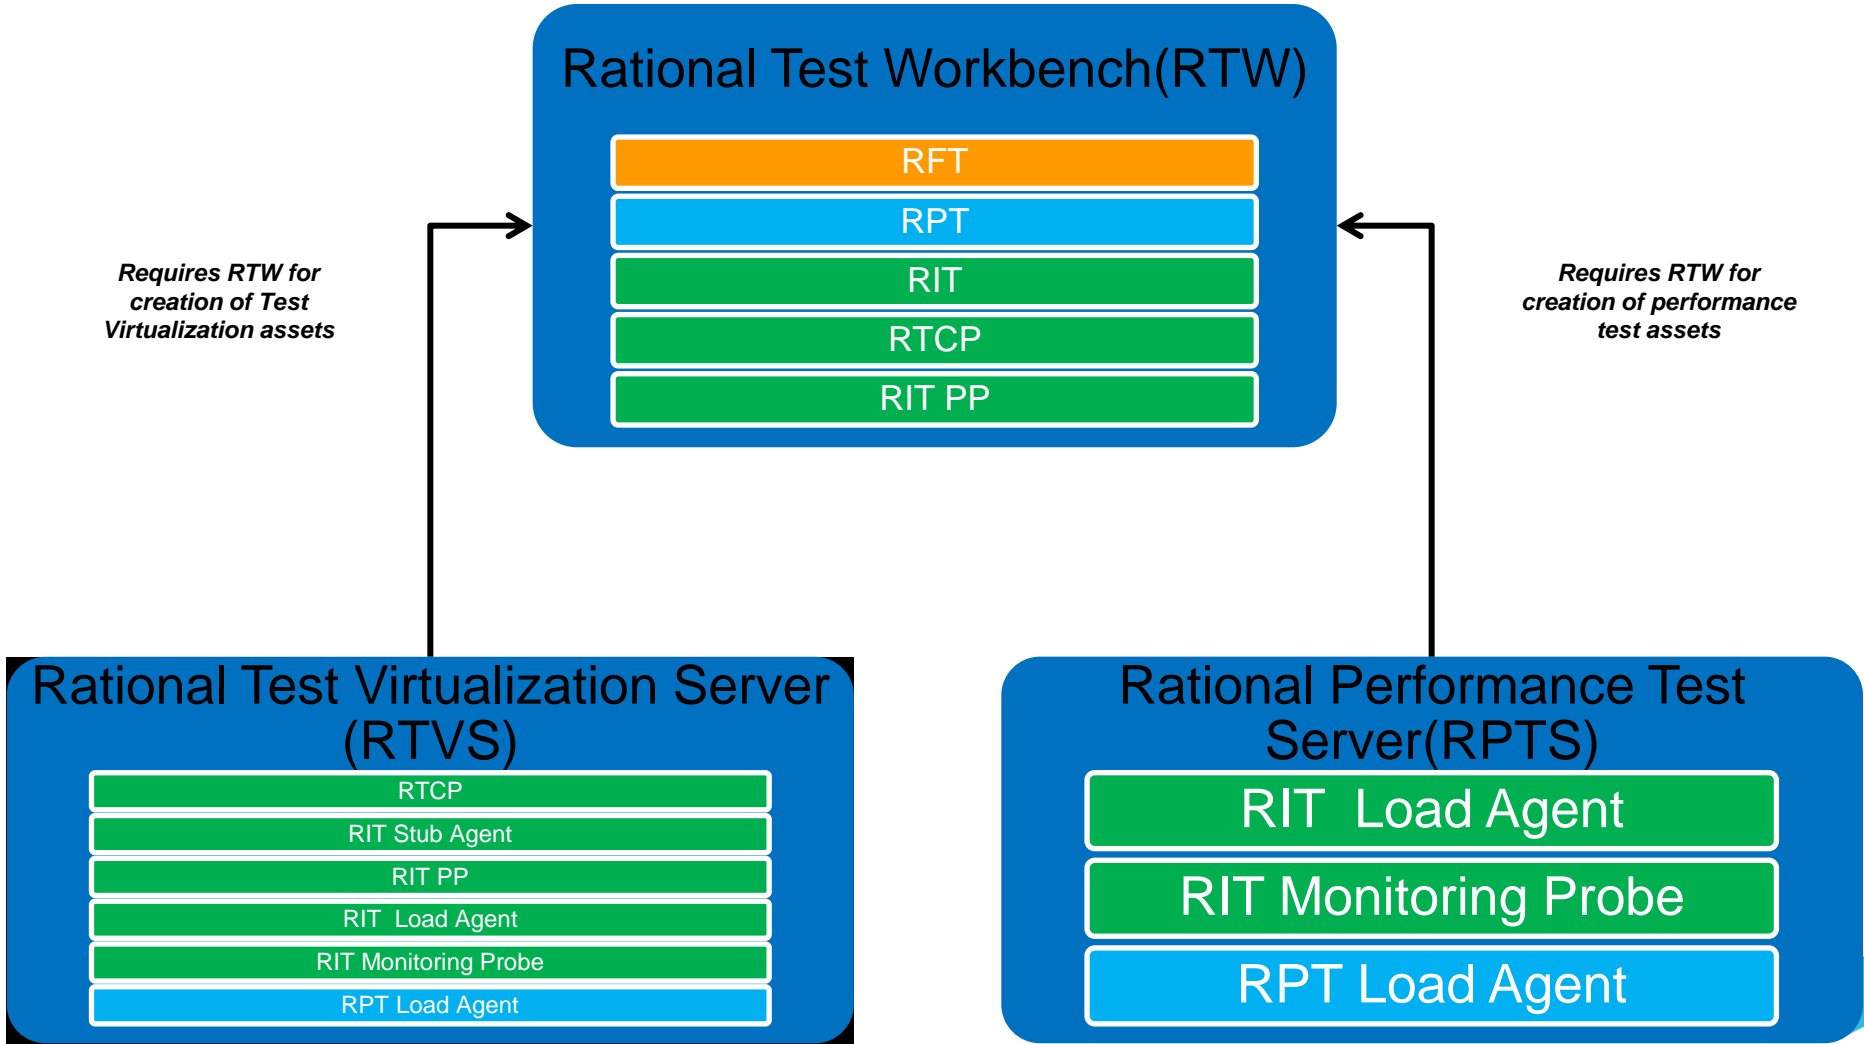 Rational Test Workbench(RTW)
RFT
RPT
RIT
RTCP
RIT PP
Requires RTW for
creation of Test
Virtualization assets
Requires RTW for
creation of performance
test assets
Rational Test Virtualization Server
(RTVS)
RTCP
RIT Stub Agent
RIT PP
RIT  Load Agent
RIT Monitoring Probe
RPT Load Agent
Rational Performance Test
Server(RPTS)
RIT  Load Agent
RIT Monitoring Probe
RPT Load Agent